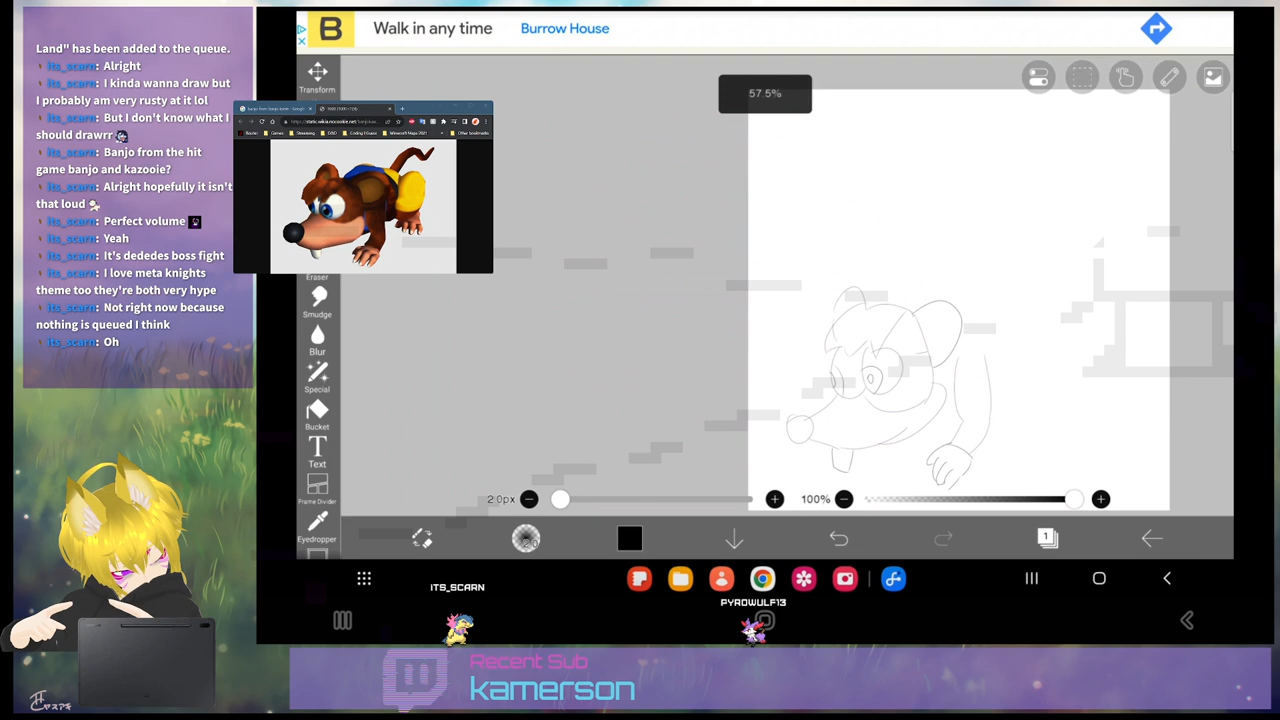 Land" has been added to the queue.
its_scarn: Alright
its_scarn: I kinda wanna draw but
I probably am very rusty at it lol
its_scarn: But I don't know what I
should drawrr
its_scarn: Banjo from the hit
game banjo and kazooie?
its_scarn: Alright hopefully it isn't
that loud
its_scarn: Perfect volume
its_scarn: Yeah
its_scarn: It's dededes boss fight
its_scarn: I love meta knights
theme too they're both very hype
its_scarn: Not right now because
nothing is queued I think
its_scarn: Oh
B
Walk in any time
Burrow House
Transform
57.5%
Eraser
Smudge
Blur
Special
Bucket
T
Text
Frame Divider
Eyedropper
2.0px
100%
1
ITS_SCARN
PYROWULF13
Recent Sub
kamerson